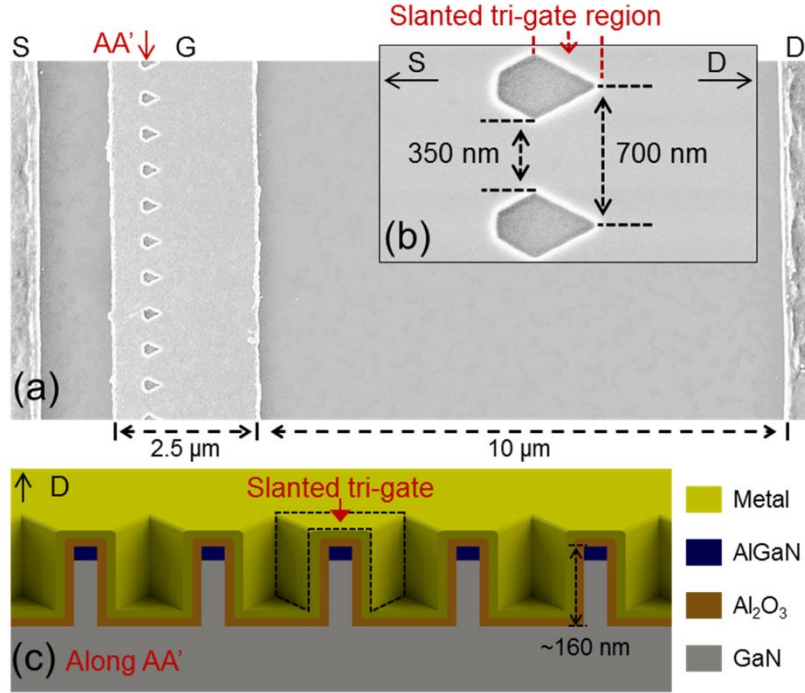 Slanted tri-gate region
S
AA'
G
D
S
D
350 nm
700 nm
(b)
(a)
2.5 µm
10 µm
D
Slanted tri-gate
Metal
AlGaN
Al₂O₃
GaN
~160 nm
(c) Along AA'